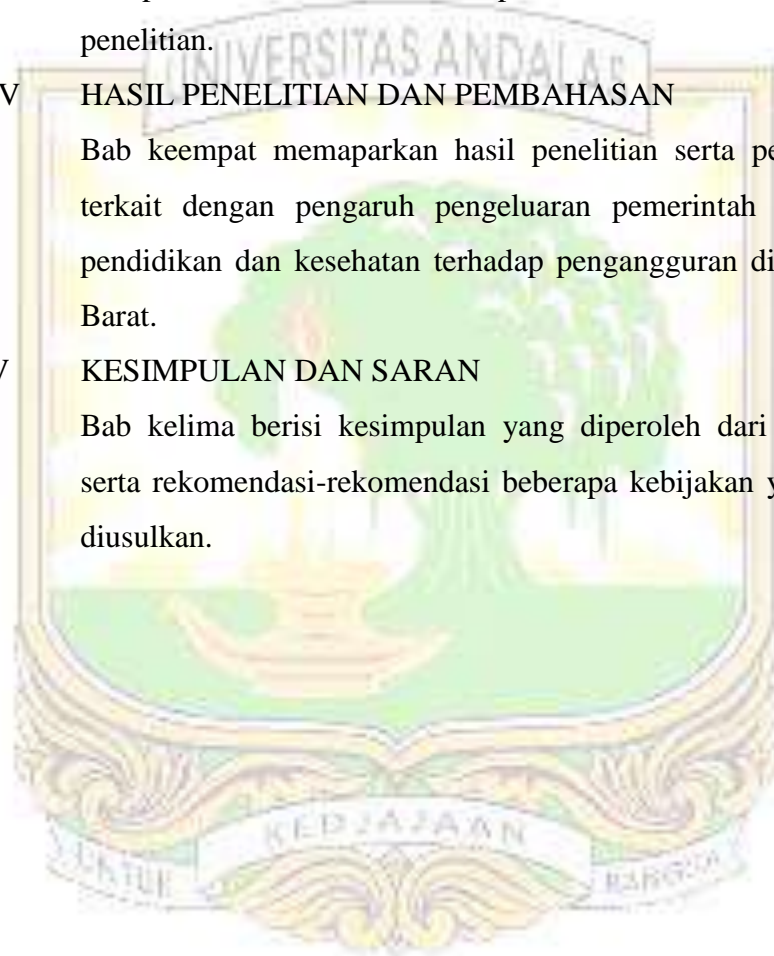 penelitian.
UNIVERSITAS ANDALAS
V HASIL PENELITIAN DAN PEMBAHASAN
Bab keempat memaparkan hasil penelitian serta pe
terkait dengan pengaruh pengeluaran pemerintah
pendidikan dan kesehatan terhadap pengangguran di
Barat.
V KESIMPULAN DAN SARAN
Bab kelima berisi kesimpulan yang diperoleh dari
serta rekomendasi-rekomendasi beberapa kebijakan y
diusulkan.
KEDJAJAAN
UNTUK
BANGSA